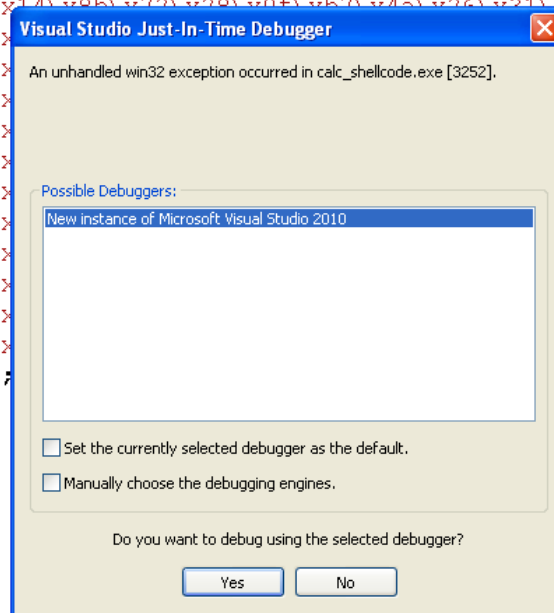 Visual Studio Just-In-Time Debugger
An unhandled win32 exception occurred in calc_shellcode.exe [3252].
Possible Debuggers:
New instance of Microsoft Visual Studio 2010
Set the currently selected debugger as the default.
Manually choose the debugging engines.
Do you want to debug using the selected debugger?
Yes
No